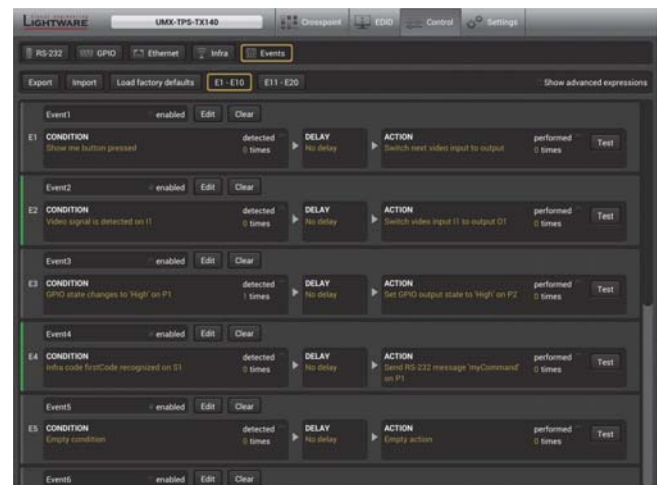 LIGHTWARE UMX-TPS-TX140 Crosspoint EDID Control Settings
RS-232 GPIO Ethernet Infra Events
Export Import Load factory defaults E1 - E10 E11 - E20 Show advanced expressions
Event1 enabled Edit Clear
E1 CONDITION detected DELAY ACTION performed Test
Show me button pressed 0 times No delay Switch next video input to output 0 times
Event2 enabled Edit Clear
E2 CONDITION detected DELAY ACTION performed Test
Video signal is detected on I1 0 times No delay Switch video input I1 to output O1 0 times
Event3 enabled Edit Clear
E3 CONDITION detected DELAY ACTION performed Test
GPIO state changes to 'High' on P1 1 times No delay Set GPIO output state to 'High' on P2 0 times
Event4 enabled Edit Clear
E4 CONDITION detected DELAY ACTION performed Test
Infra code firstCode recognized on S1 0 times No delay Send RS-232 message 'myCommand' 0 times
on P1
Event5 enabled Edit Clear
E5 CONDITION detected DELAY ACTION performed Test
Empty condition 0 times No delay Empty action 0 times
Event6 enabled Edit Clear